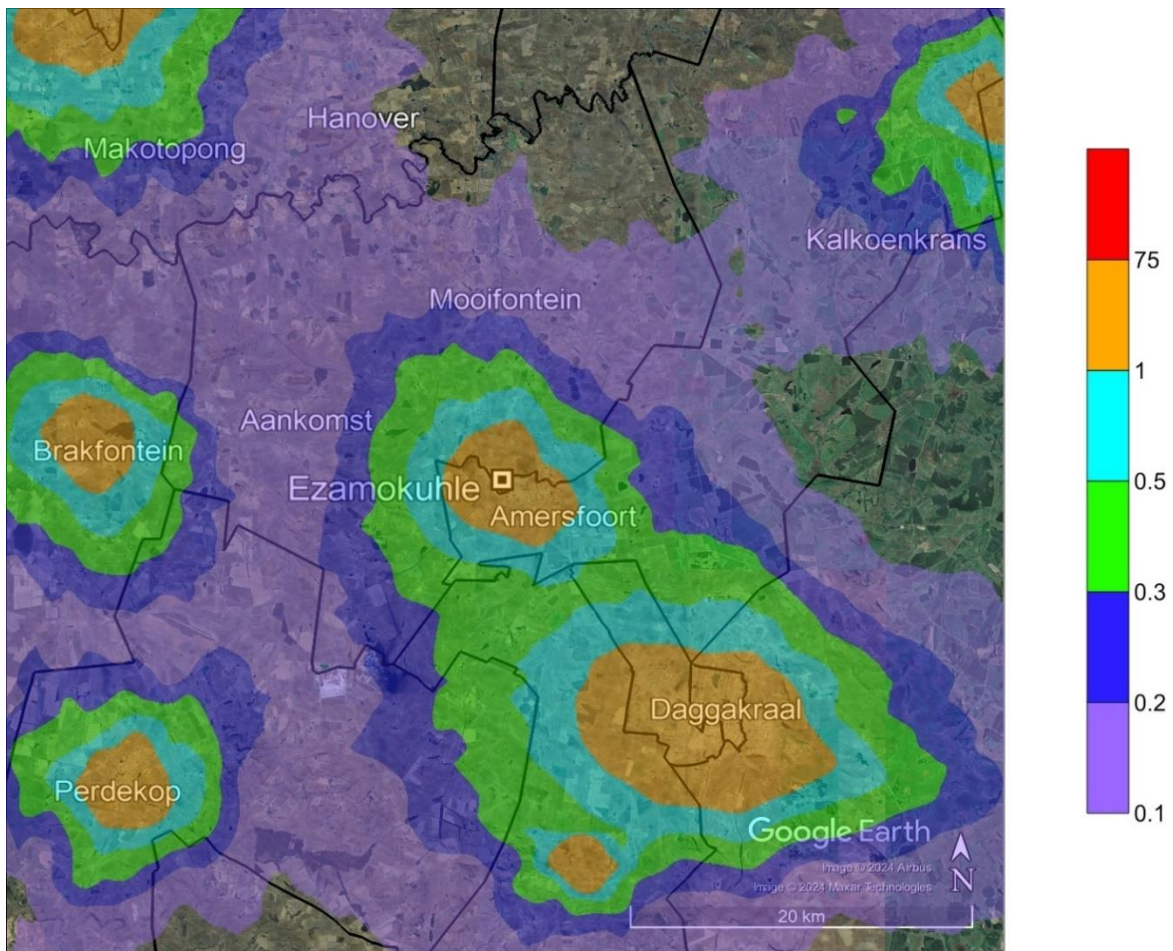 Hanover
Makotopong
Kalkoenkrans
Mooifontein
Aankomst
Brakfontein
Ezamokuhle
Amersfoort
Daggakraal
Perdekop
Google Earth
Image © 2024 Airbus
Image © 2024 Maxar Technologies
N
20 km
75
1
0.5
0.3
0.2
0.1